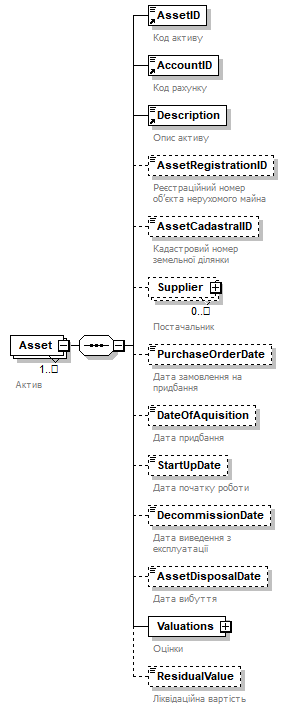 AssetID
Код активу
AccountID
Код рахунку
Description
Опис активу
AssetRegistrationID
Реєстраційний номер
об'єкта нерухомого майна
AssetCadastralID
Кадастровий номер
земельної ділянки
Supplier
0..□
Постачальник
Asset
1..□
Актив
PurchaseOrderDate
Дата замовлення на
придбання
DateOfAquisition
Дата придбання
StartUpDate
Дата початку роботи
DecommissionDate
Дата виведення з
експлуатації
AssetDisposalDate
Дата вибуття
Valuations
Оцінки
ResidualValue
Ліквідаційна вартість